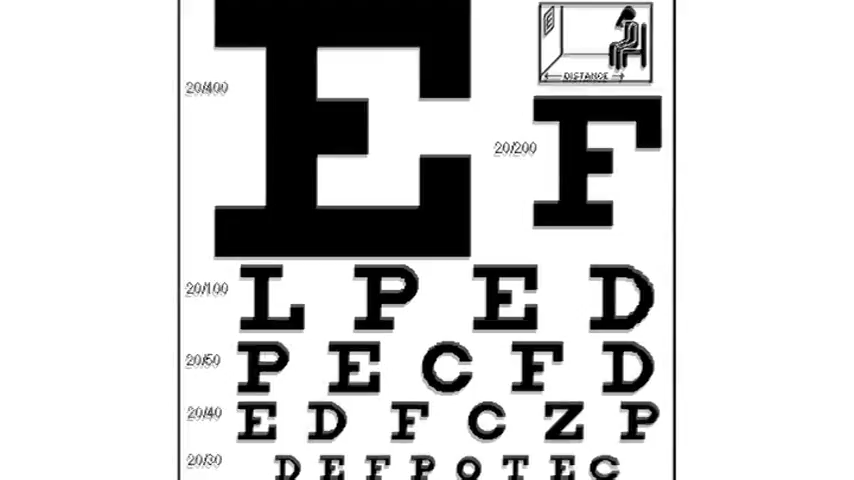 E
20/400
DISTANCE
E
20/200
F
20/100
L P E D
20/50
P E C F D
20/40
E D F C Z P
20/30
D E F P O T E C